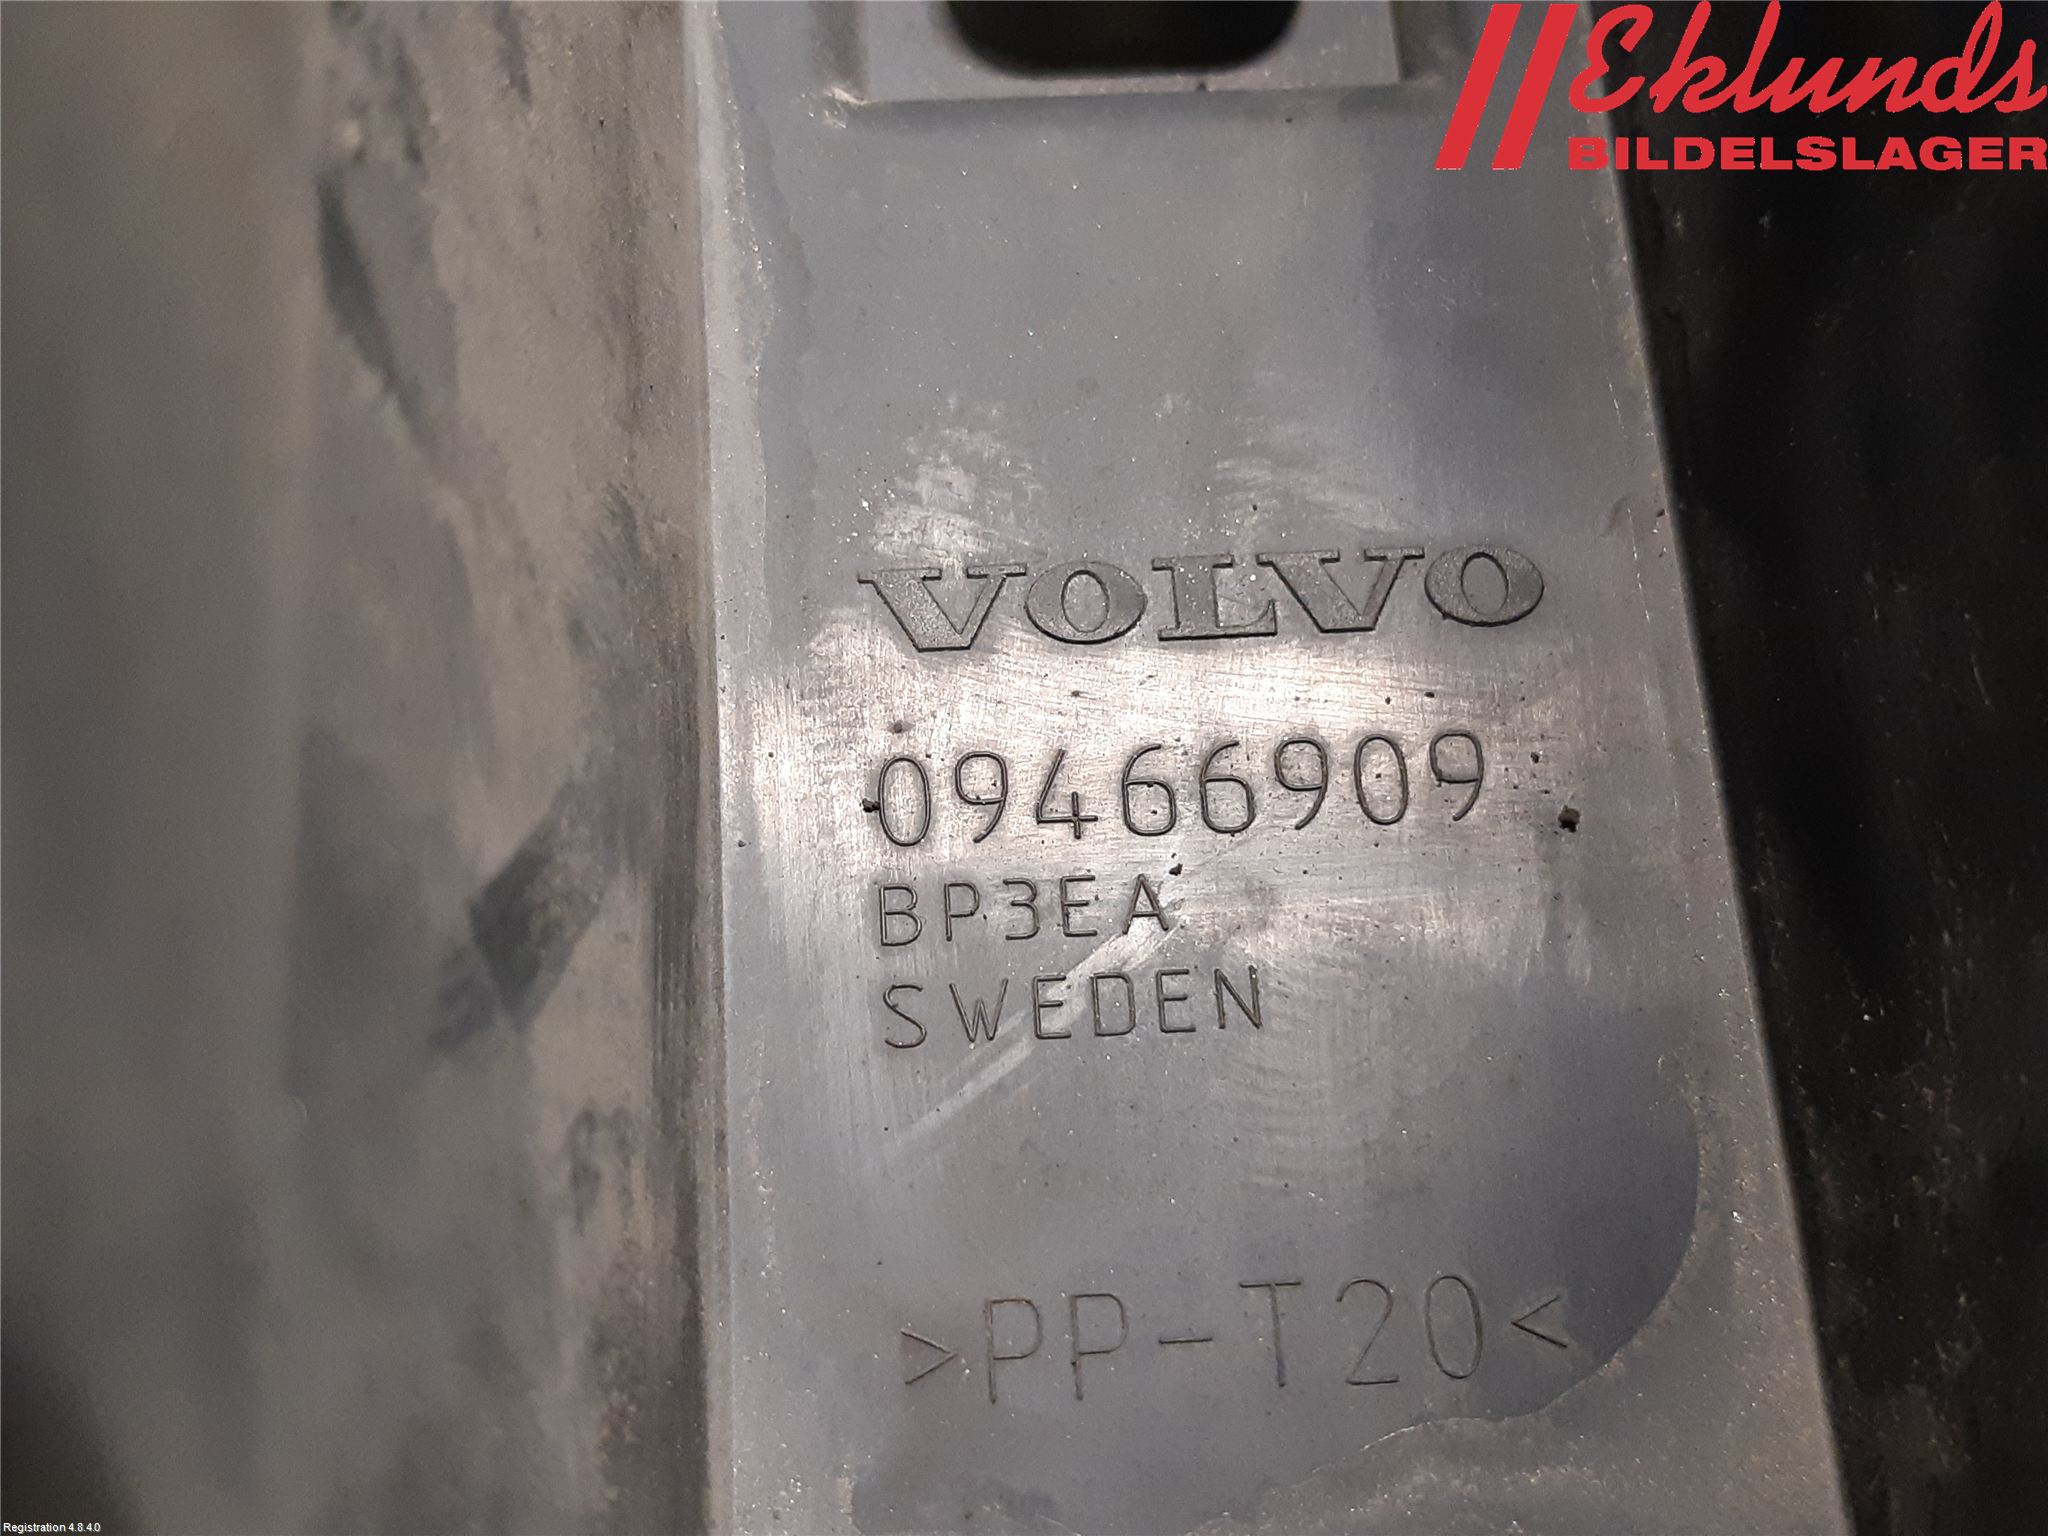 Eklunds
BILDELSLAGER
VOLVO
09466909
BP3EA
SWEDEN
>PP-T20<
Registration 4.8.4.0